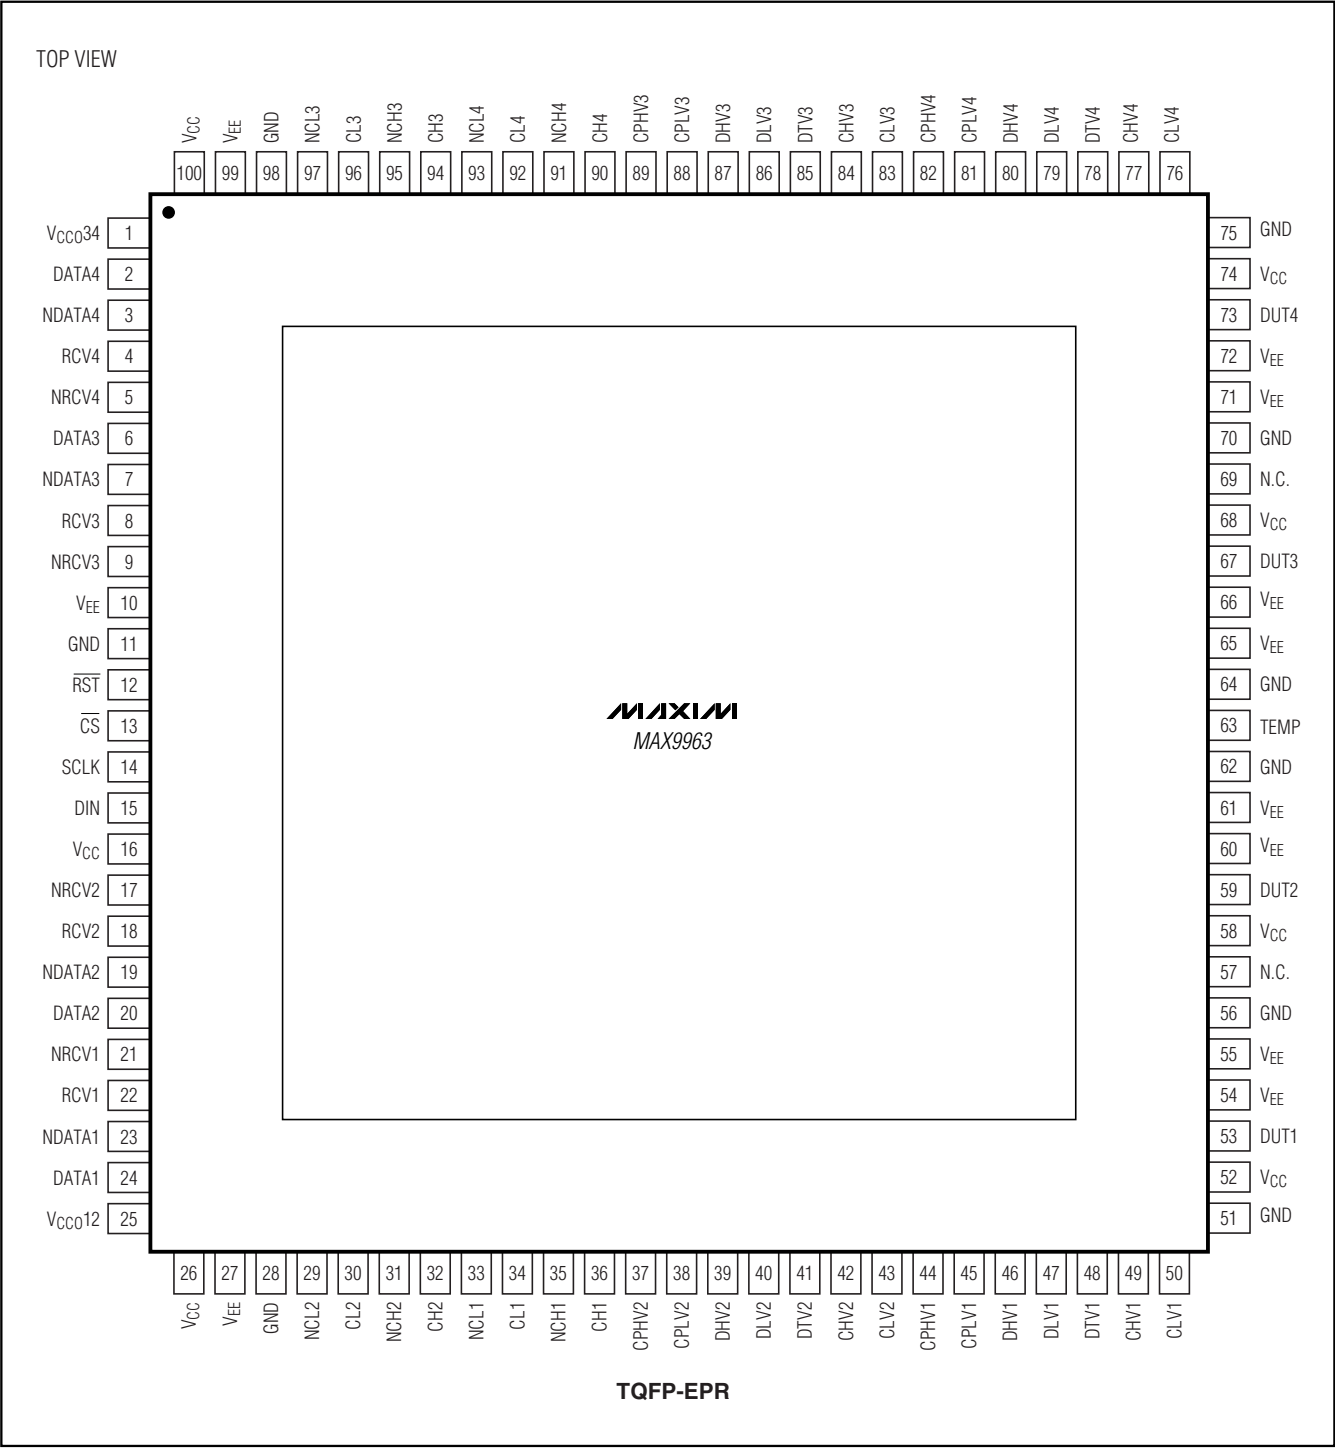 TOP VIEW
VCC VEE GND NCL3 CL3 NCH3 CH3 NCL4 CL4 NCH4 CH4 CPHV3 CPLV3 DHV3 DLV3 DTV3 CHV3 CLV3 CPHV4 CPLV4 DHV4 DLV4 DTV4 CHV4 CLV4
100 99 98 97 96 95 94 93 92 91 90 89 88 87 86 85 84 83 82 81 80 79 78 77 76
VCCO34 1 75 GND
DATA4 2 74 VCC
NDATA4 3 73 DUT4
RCV4 4 72 VEE
NRCV4 5 71 VEE
DATA3 6 70 GND
NDATA3 7 69 N.C.
RCV3 8 68 VCC
NRCV3 9 67 DUT3
VEE 10 66 VEE
GND 11 65 VEE
RST 12 64 GND
CS 13 63 TEMP
SCLK 14 62 GND
DIN 15 61 VEE
VCC 16 60 VEE
NRCV2 17 59 DUT2
RCV2 18 58 VCC
NDATA2 19 57 N.C.
DATA2 20 56 GND
NRCV1 21 55 VEE
RCV1 22 54 VEE
NDATA1 23 53 DUT1
DATA1 24 52 VCC
VCCO12 25 51 GND
MAXIM
MAX9963
26 27 28 29 30 31 32 33 34 35 36 37 38 39 40 41 42 43 44 45 46 47 48 49 50
VCC VEE GND NCL2 CL2 NCH2 CH2 NCL1 CL1 NCH1 CH1 CPHV2 CPLV2 DHV2 DLV2 DTV2 CHV2 CLV2 CPHV1 CPLV1 DHV1 DLV1 DTV1 CHV1 CLV1
TQFP-EPR